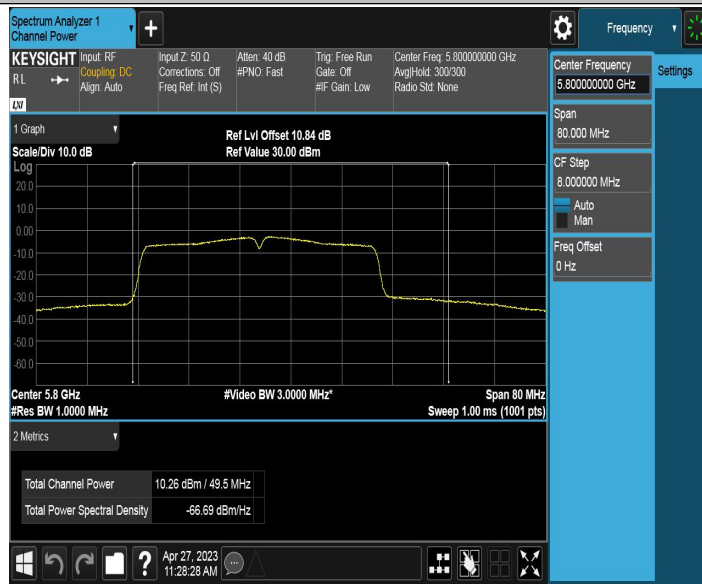 Spectrum Analyzer 1
Channel Power
+
Frequency
KEYSIGHT
R L
LXI
Input: RF
Coupling: DC
Align: Auto
Input Z: 50 Ω
Corrections: Off
Freq Ref: Int (S)
Atten: 40 dB
#PNO: Fast
Trig: Free Run
Gate: Off
#IF Gain: Low
Center Freq: 5.800000000 GHz
Avg|Hold: 300/300
Radio Std: None
Center Frequency
5.800000000 GHz
Settings
Span
80.000 MHz
CF Step
8.000000 MHz
Auto
Man
Freq Offset
0 Hz
1 Graph
Scale/Div 10.0 dB
Ref Lvl Offset 10.84 dB
Ref Value 30.00 dBm
Log
20.0
10.0
0.00
-10.0
-20.0
-30.0
-40.0
-50.0
-60.0
Center 5.8 GHz
#Video BW 3.0000 MHz*
Span 80 MHz
#Res BW 1.0000 MHz
Sweep 1.00 ms (1001 pts)
2 Metrics
Total Channel Power 10.26 dBm / 49.5 MHz
Total Power Spectral Density -66.69 dBm/Hz
?
Apr 27, 2023
11:28:28 AM